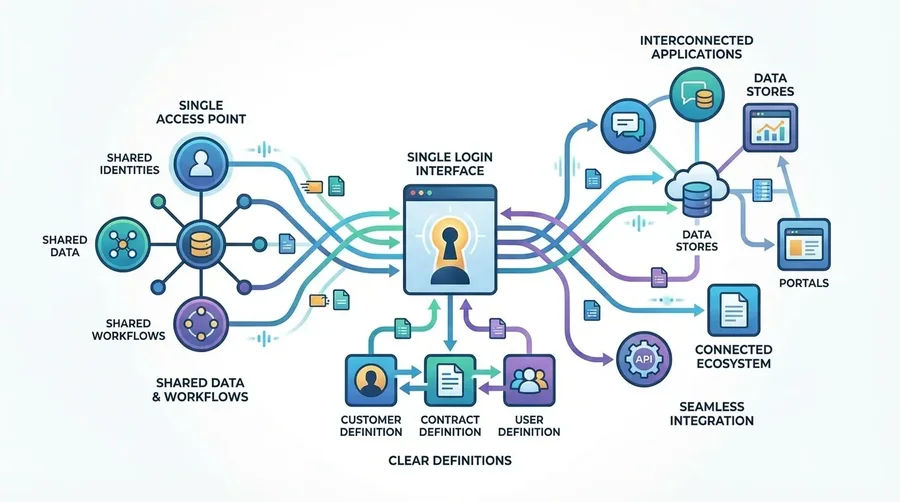 SINGLE
ACCESS POINT
SHARED
IDENTITIES
SHARED
DATA
SHARED
WORKFLOWS
SHARED DATA
& WORKFLOWS
SINGLE LOGIN
INTERFACE
CUSTOMER
DEFINITION
CONTRACT
DEFINITION
USER
DEFINITION
CLEAR DEFINITIONS
INTERCONNECTED
APPLICATIONS
DATA
STORES
DATA
STORES
PORTALS
CONNECTED
ECOSYSTEM
API
SEAMLESS
INTEGRATION